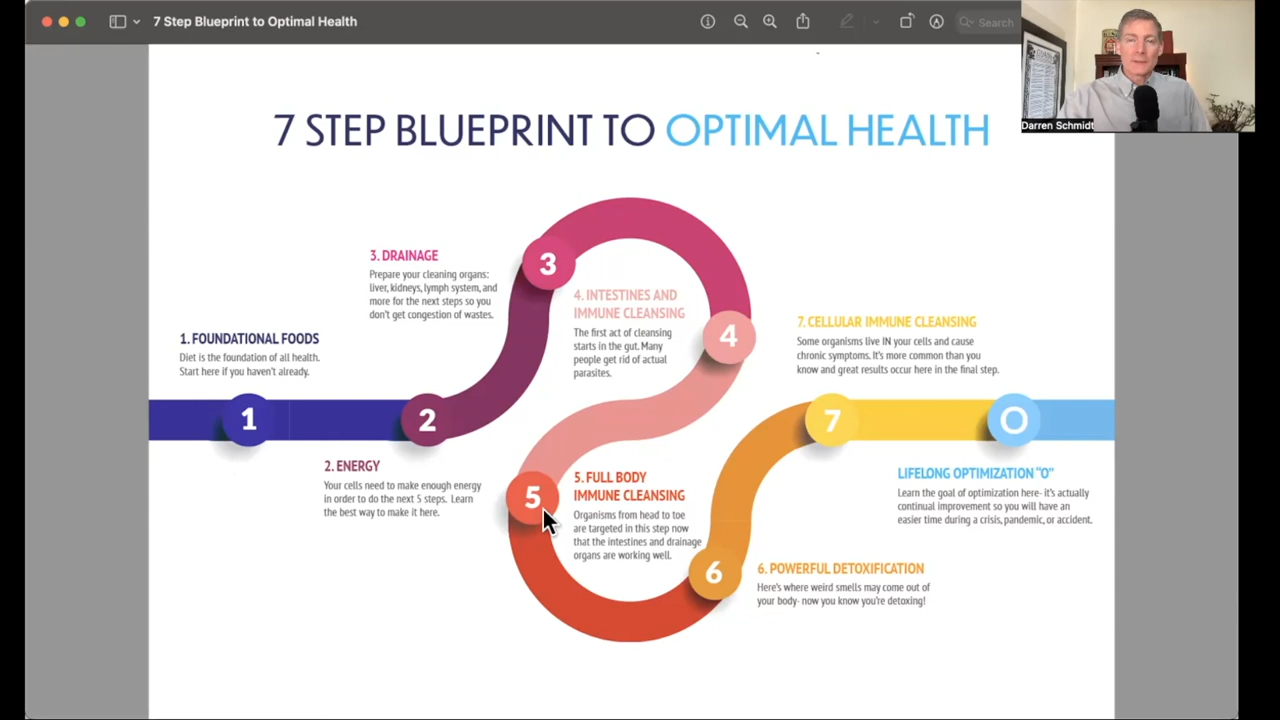 7 Step Blueprint to Optimal Health
Search
Darren Schmidt
7 STEP BLUEPRINT TO OPTIMAL HEALTH
3. DRAINAGE
Prepare your cleaning organs:
liver, kidneys, lymph system, and
more for the next steps so you
don't get congestion of wastes.
3
4. INTESTINES AND
IMMUNE CLEANSING
The first act of cleansing
starts in the gut. Many
people get rid of actual
parasites.
4
1. FOUNDATIONAL FOODS
Diet is the foundation of all health.
Start here if you haven't already.
7. CELLULAR IMMUNE CLEANSING
Some organisms live IN your cells and cause
chronic symptoms. It's more common than you
know and great results occur here in the final step.
1
2
7
O
2. ENERGY
Your cells need to make enough energy
in order to do the next 5 steps. Learn
the best way to make it here.
5
5. FULL BODY
IMMUNE CLEANSING
Organisms from head to toe
are targeted in this step now
that the intestines and drainage
organs are working well.
LIFELONG OPTIMIZATION "O"
Learn the goal of optimization here- it's actually
continual improvement so you will have an
easier time during a crisis, pandemic, or accident.
6
6. POWERFUL DETOXIFICATION
Here's where weird smells may come out of
your body- now you know you're detoxing!